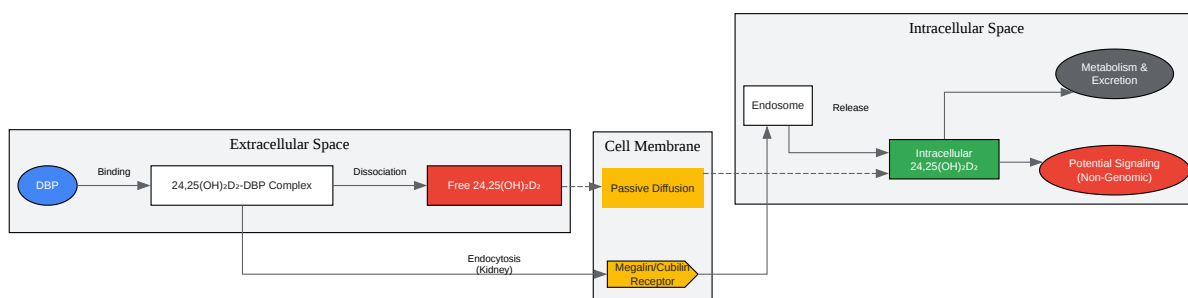 Intracellular Space
Metabolism &
Excretion
Endosome
Release
Extracellular Space
Cell Membrane
Intracellular
24,25(OH)₂D₂
Potential Signaling
(Non-Genomic)
DBP
Binding
24,25(OH)₂D₂-DBP Complex
Dissociation
Free 24,25(OH)₂D₂
Passive Diffusion
Endocytosis
(Kidney)
Megalin/Cubilin
Receptor